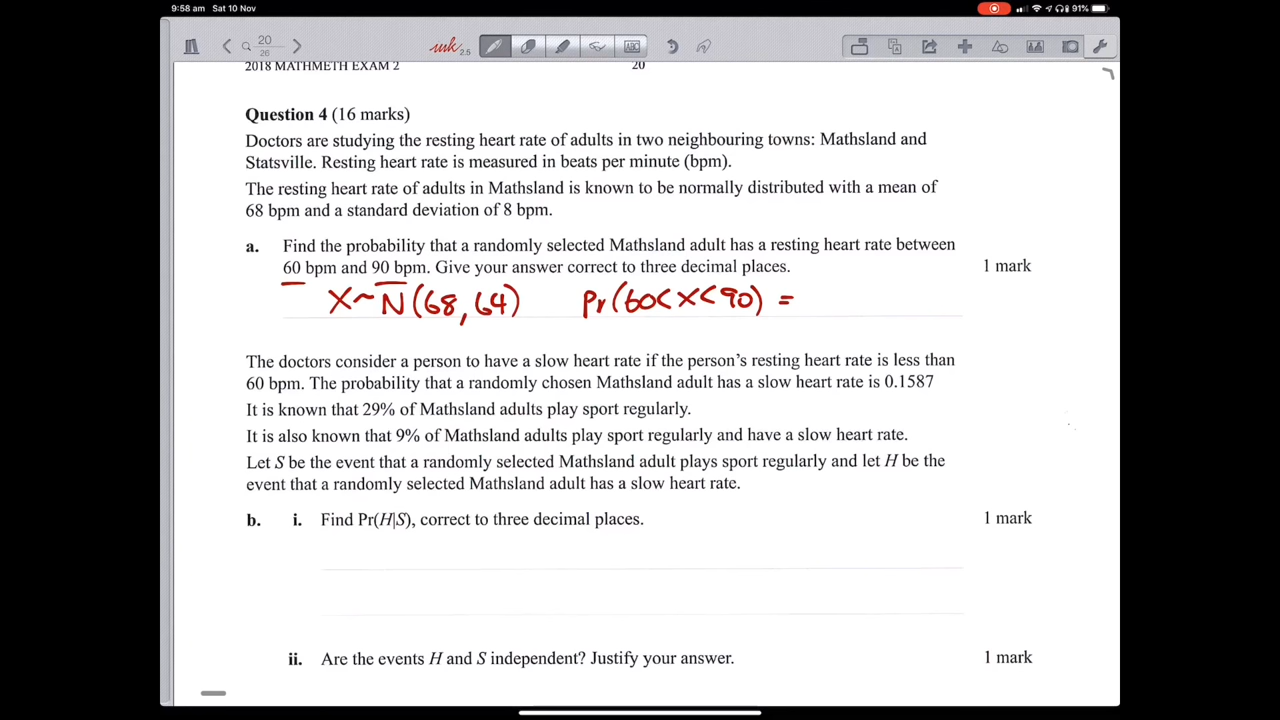 9:58 am Sat 10 Nov
91%
20
26
2.5
ABC
2018 MATHMETH EXAM 2
20
Question 4 (16 marks)
Doctors are studying the resting heart rate of adults in two neighbouring towns: Mathsland and
Statsville. Resting heart rate is measured in beats per minute (bpm).
The resting heart rate of adults in Mathsland is known to be normally distributed with a mean of
68 bpm and a standard deviation of 8 bpm.
a. Find the probability that a randomly selected Mathsland adult has a resting heart rate between
60 bpm and 90 bpm. Give your answer correct to three decimal places. 1 mark
X~N(68,64) Pr(60<X<90) =
The doctors consider a person to have a slow heart rate if the person's resting heart rate is less than
60 bpm. The probability that a randomly chosen Mathsland adult has a slow heart rate is 0.1587
It is known that 29% of Mathsland adults play sport regularly.
It is also known that 9% of Mathsland adults play sport regularly and have a slow heart rate.
Let S be the event that a randomly selected Mathsland adult plays sport regularly and let H be the
event that a randomly selected Mathsland adult has a slow heart rate.
b. i. Find Pr(H|S), correct to three decimal places. 1 mark
ii. Are the events H and S independent? Justify your answer. 1 mark